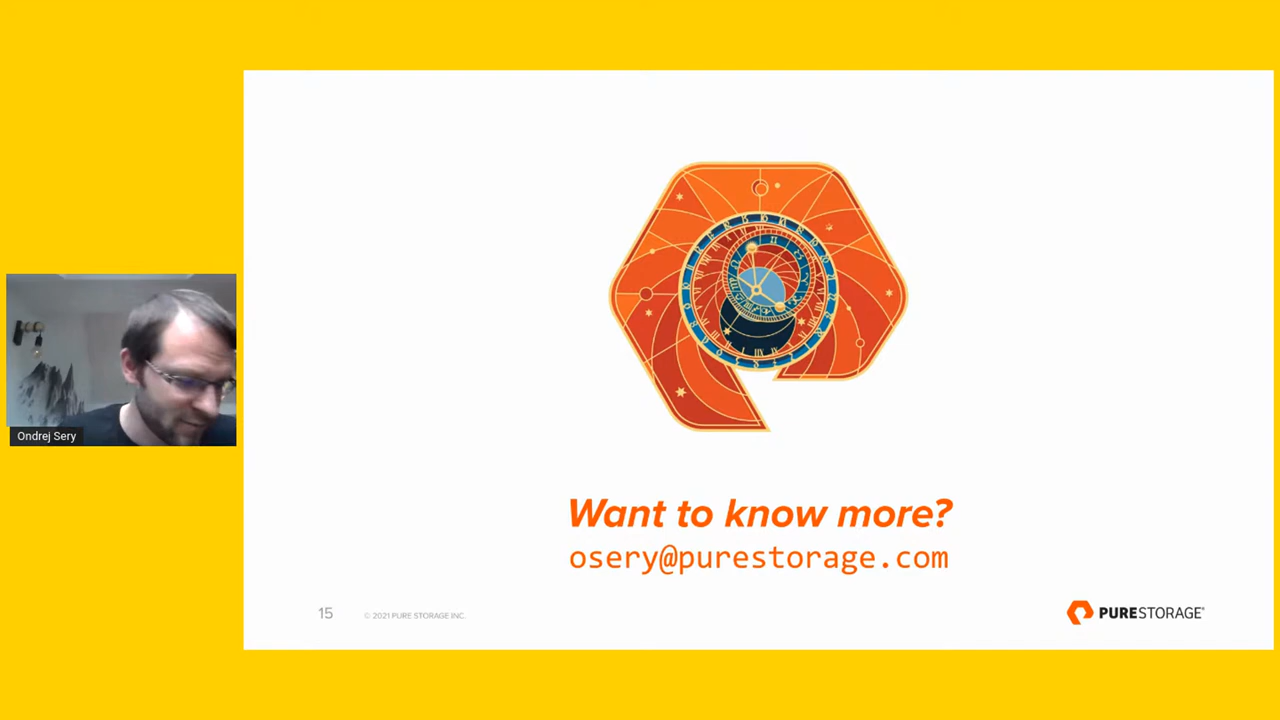 Ondrej Sery
Want to know more?
osery@purestorage.com
15
© 2021 PURE STORAGE INC.
PURESTORAGE®